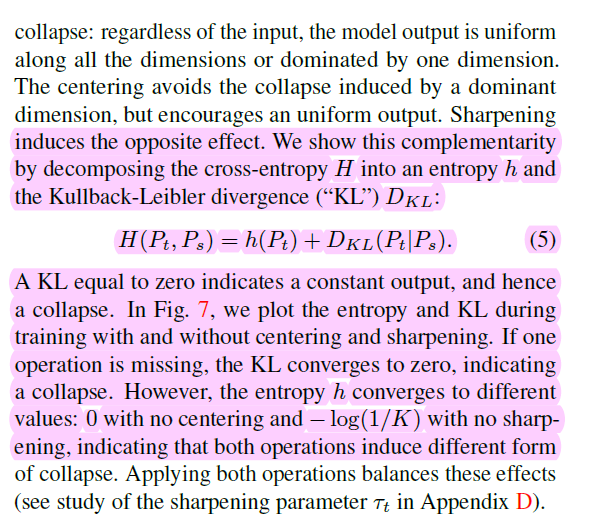 collapse: regardless of the input, the model output is uniform
along all the dimensions or dominated by one dimension.
The centering avoids the collapse induced by a dominant
dimension, but encourages an uniform output. Sharpening
induces the opposite effect. We show this complementarity
by decomposing the cross-entropy H into an entropy h and
the Kullback-Leibler divergence (“KL”) D_KL:
H(P_t, P_s) = h(P_t) + D_KL(P_t|P_s). (5)
A KL equal to zero indicates a constant output, and hence
a collapse. In Fig. 7, we plot the entropy and KL during
training with and without centering and sharpening. If one
operation is missing, the KL converges to zero, indicating
a collapse. However, the entropy h converges to different
values: 0 with no centering and − log(1/K) with no sharp-
ening, indicating that both operations induce different form
of collapse. Applying both operations balances these effects
(see study of the sharpening parameter τ_t in Appendix D).